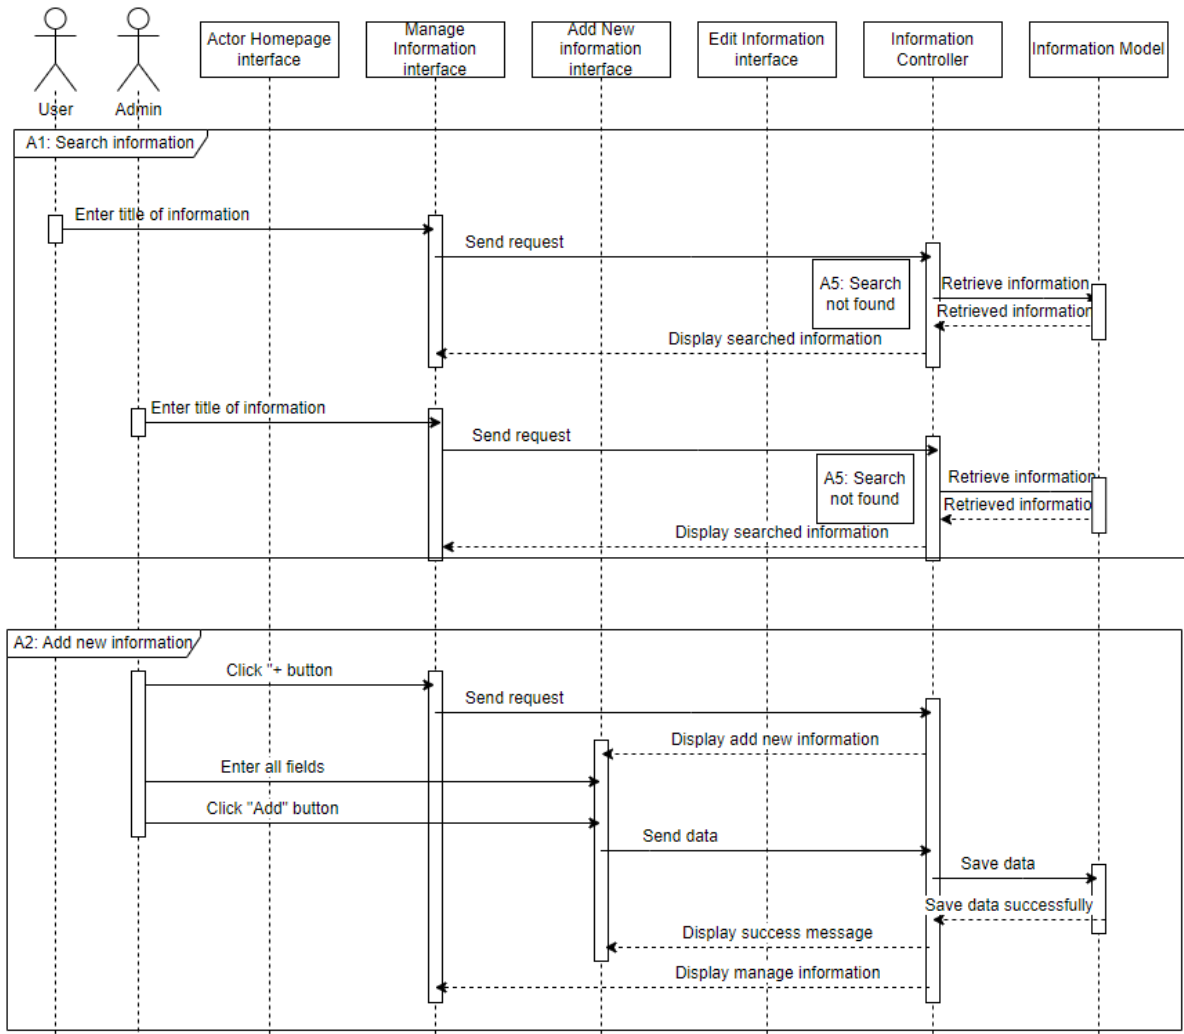 User
Admin
Actor Homepage
interface
Manage
Information
interface
Add New
information
interface
Edit Information
interface
Information
Controller
Information Model
A1: Search information
Enter title of information
Send request
A5: Search
not found
Retrieve information
Retrieved information
Display searched information
Enter title of information
Send request
A5: Search
not found
Retrieve information
Retrieved informatio
Display searched information
A2: Add new information
Click "+ button
Send request
Display add new information
Enter all fields
Click "Add" button
Send data
Save data
Save data successfully
Display success message
Display manage information